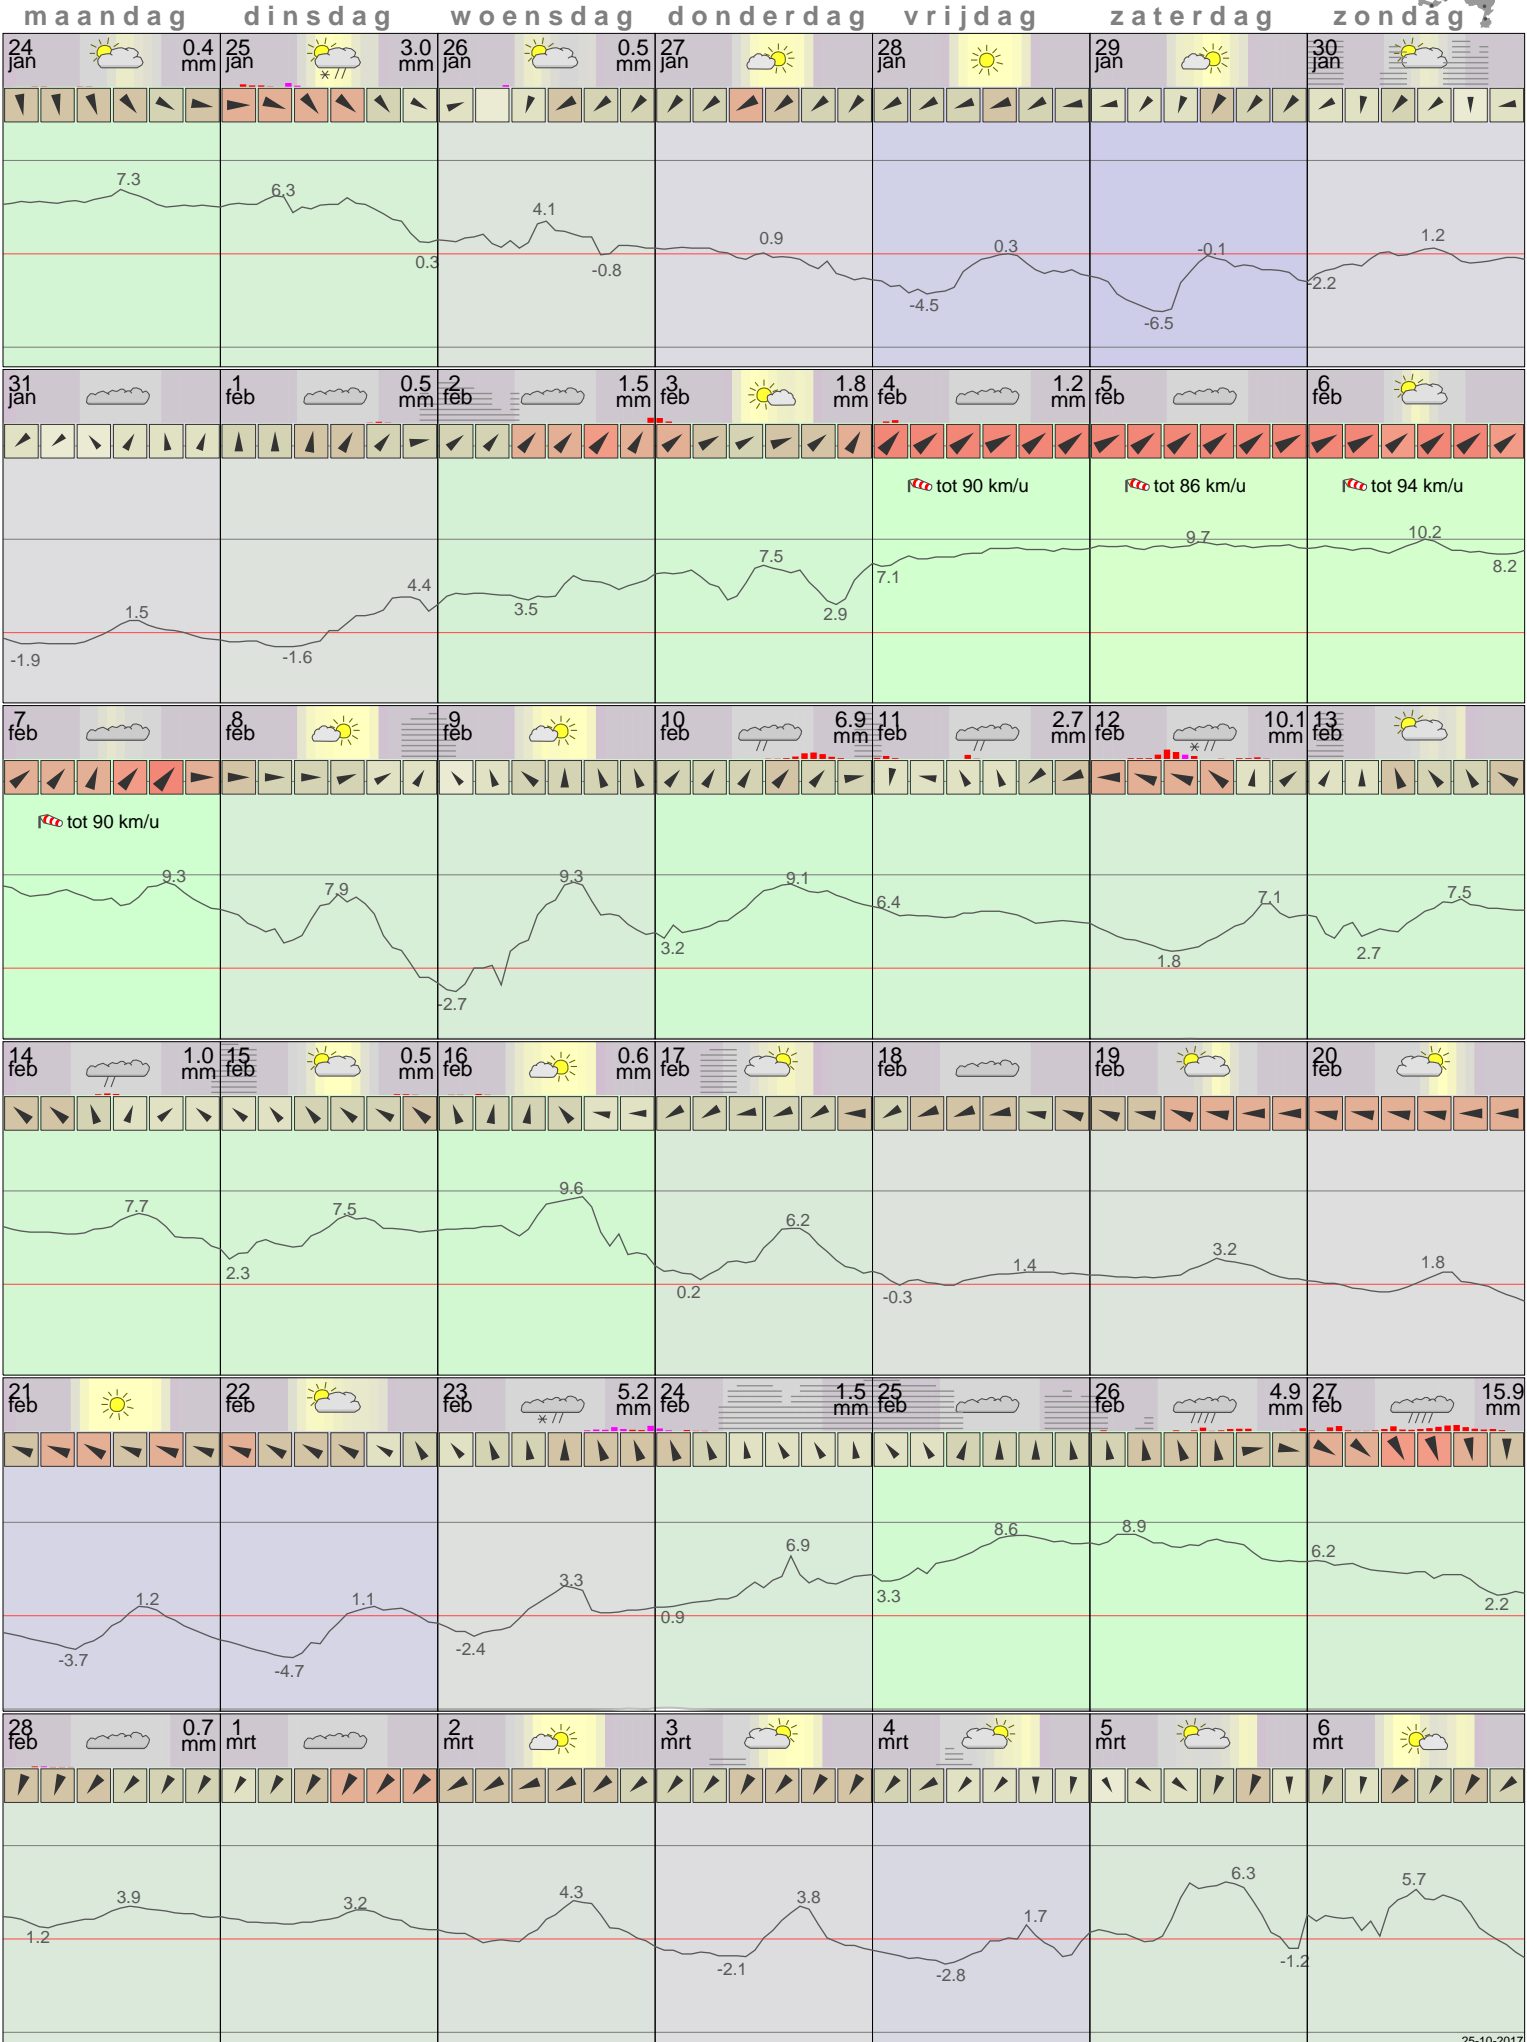 maandag dinsdag woensdag donderdag vrijdag zaterdag zondag
24 jan 0.4 mm 25 jan 3.0 mm 26 jan 0.5 mm 27 jan 28 jan 29 jan 30 jan
7.3 6.3 0.3 4.1 -0.8 0.9 -4.5 0.3 -6.5 -0.1 -2.2 1.2
31 jan 1 feb 0.5 mm 2 feb 1.5 mm 3 feb 1.8 mm 4 feb 1.2 mm 5 feb 6 feb
tot 90 km/u tot 86 km/u tot 94 km/u
-1.9 1.5 -1.6 4.4 3.5 7.5 2.9 7.1 9.7 10.2 8.2
7 feb 8 feb 9 feb 10 feb 6.9 mm 11 feb 2.7 mm 12 feb 10.1 mm 13 feb
tot 90 km/u
9.3 7.9 -2.7 9.3 3.2 9.1 6.4 1.8 7.1 2.7 7.5
14 feb 1.0 mm 15 feb 0.5 mm 16 feb 0.6 mm 17 feb 18 feb 19 feb 20 feb
7.7 2.3 7.5 9.6 0.2 6.2 -0.3 1.4 3.2 1.8
21 feb 22 feb 23 feb 5.2 mm 24 feb 1.5 mm 25 feb 26 feb 4.9 mm 27 feb 15.9 mm
-3.7 1.2 -4.7 1.1 -2.4 3.3 0.9 6.9 3.3 8.6 8.9 6.2 2.2
28 feb 0.7 mm 1 mrt 2 mrt 3 mrt 4 mrt 5 mrt 6 mrt
1.2 3.9 3.2 4.3 -2.1 3.8 -2.8 1.7 6.3 -1.2 5.7
25-10-2017